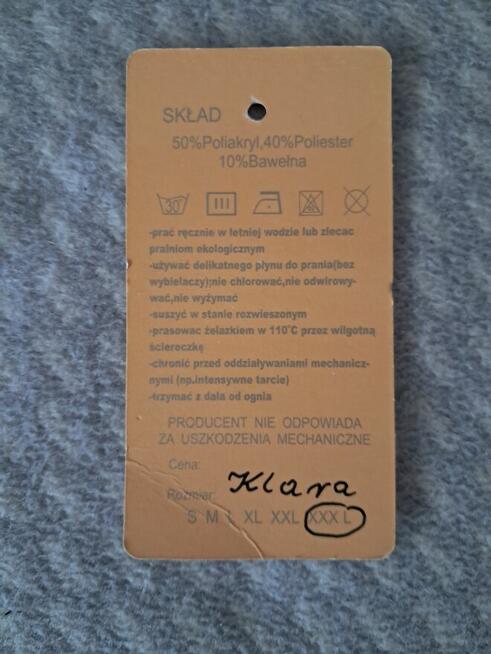 SKŁAD
50%Poliakryl,40%Poliester
10%Bawełna
30
-prać ręcznie w letniej wodzie lub zlecac
pralniom ekologicznym
-używać delikatnego płynu do prania(bez
wybielaczy);nie chlorować,nie odwirowy-
wać,nie wyżymać
-suszyć w stanie rozwieszonym
-prasowac żelazkiem w 110°C przez wilgotną
ściereczkę
-chronić przed oddziaływaniami mechanicz-
nymi (np.intensywne tarcie)
-trzymać z dala od ognia
PRODUCENT NIE ODPOWIADA
ZA USZKODZENIA MECHANICZNE
Cena:
Klara
Rozmiar:
S M L XL XXL XXXL